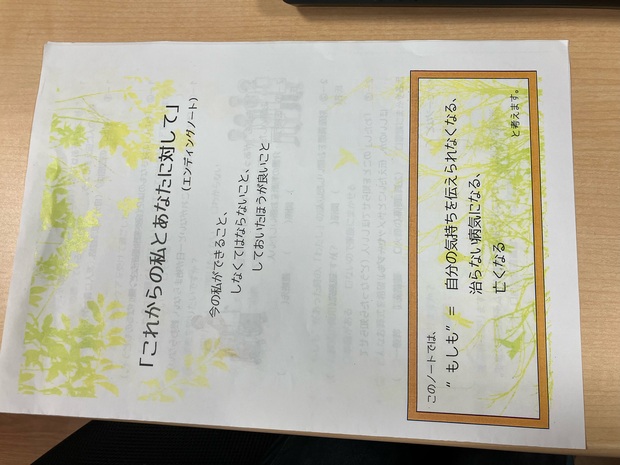 「これからの私とあなたに対して」
(エンディングノート)
今の私ができること、
しなくてはならないこと、
しておいたほうが良いこと
このノートでは、
“もしも” = 自分の気持ちを伝えられなくなる、
治らない病気になる、
亡くなる
と考えます。